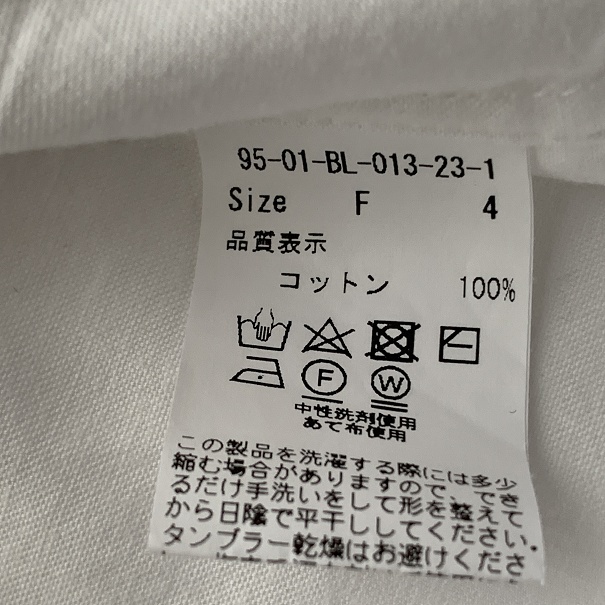 95-01-BL-013-23-1
Size F 4
品質表示
コットン 100%
F W
中性洗剤使用
あて布使用
この製品を洗濯する際には多少
縮む場合がありますので、でき
るだけ手洗いをして形を整えて
から日陰で平干ししてください。
タンブラー乾燥はお避けくださ